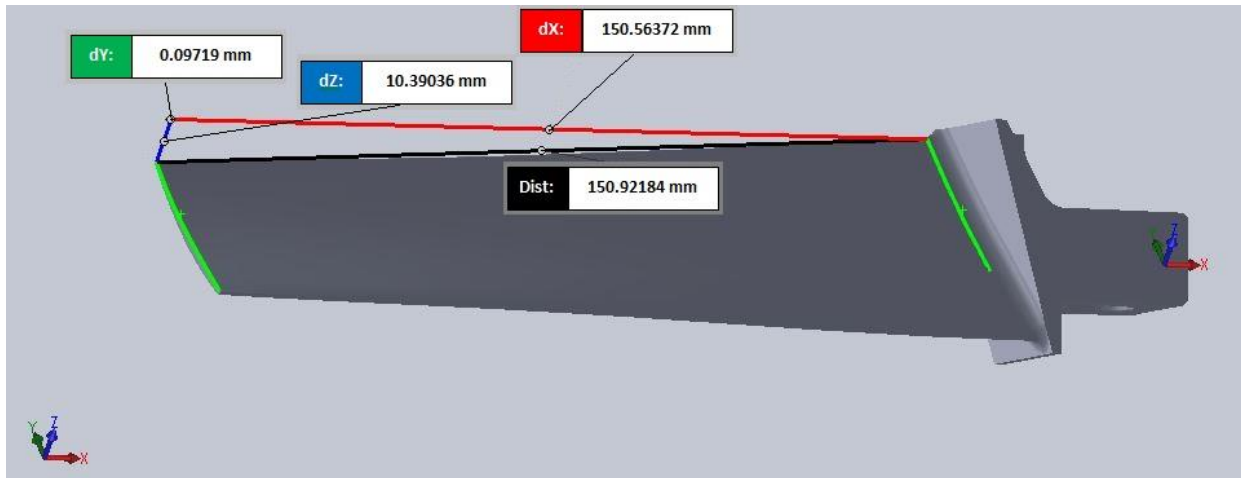 dX: 150.56372 mm
dY: 0.09719 mm
dZ: 10.39036 mm
Dist: 150.92184 mm
Y Z
X
Y Z
X